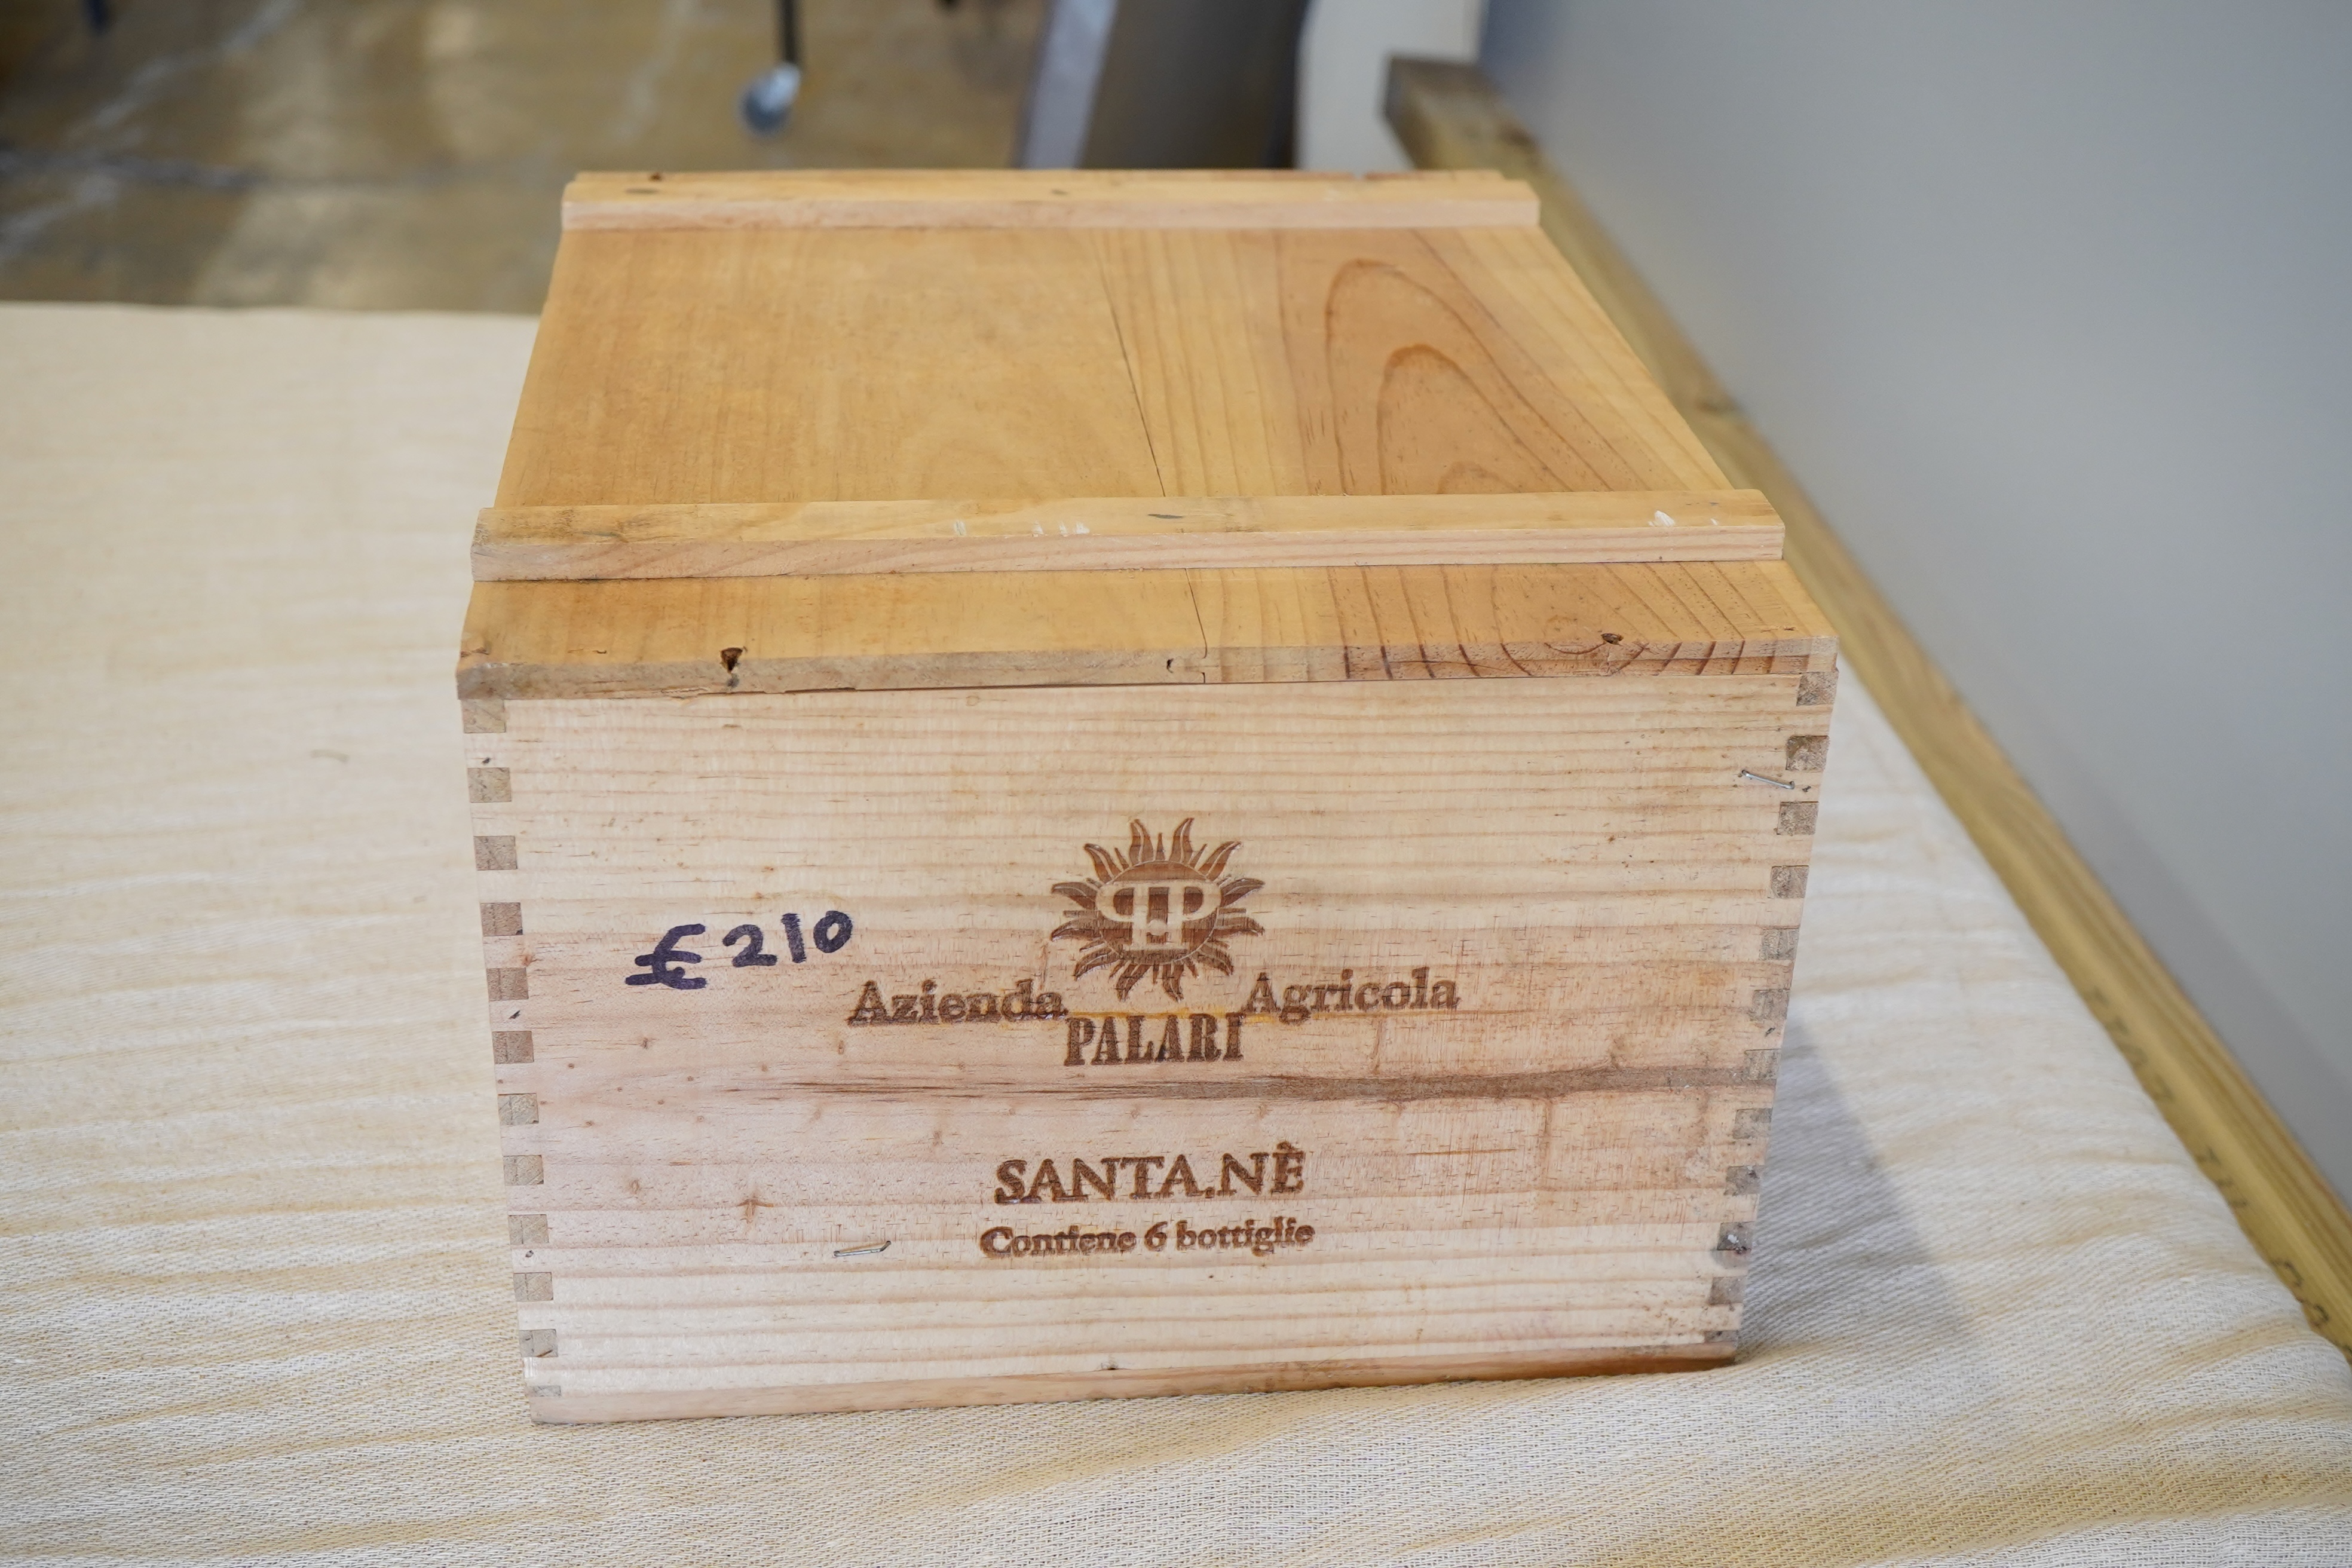 € 210
Azienda Agricola
PALARI
SANTA.NÈ
Contiene 6 bottiglie